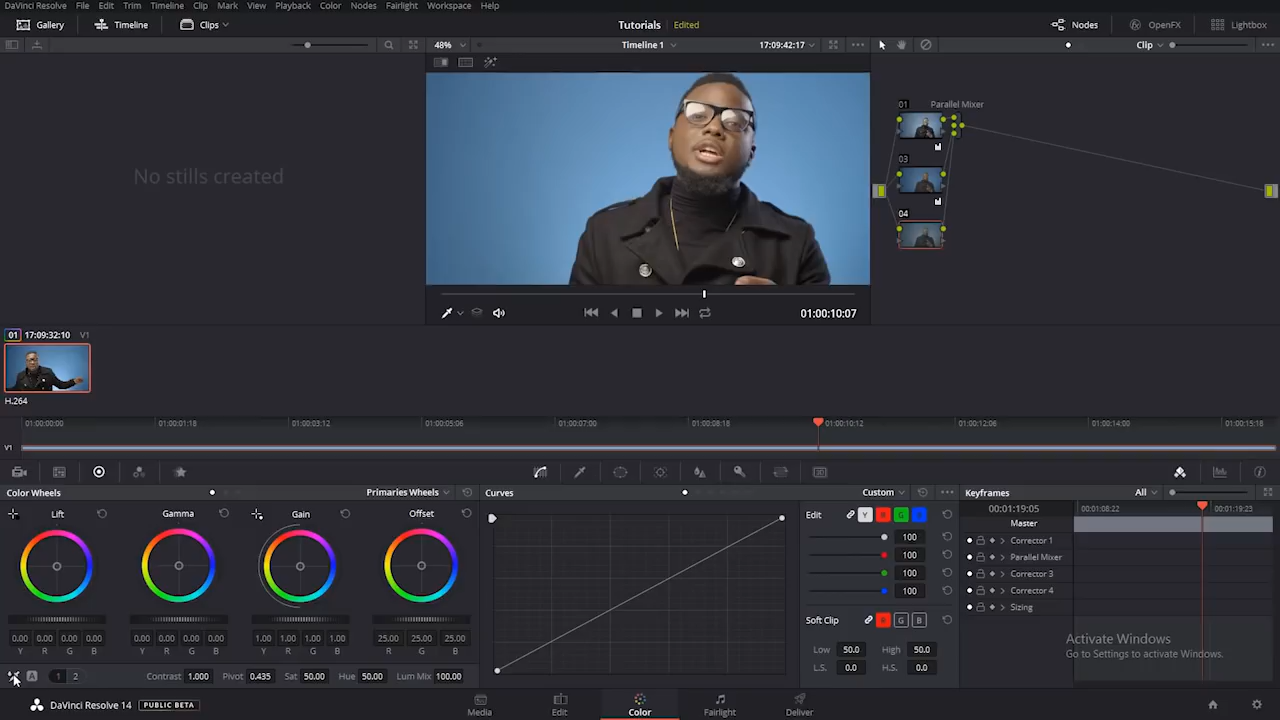 DaVinci Resolve File Edit Trim Timeline Clip Mark View Playback Color Nodes Fairlight Workspace Help
Gallery Timeline Clips Tutorials Edited Nodes OpenFX Lightbox
48% Timeline 1 17:09:42:17 Clip
No stills created
01 Parallel Mixer
03
04
01:00:10:07
01 17:09:32:10 V1
H.264
01:00:00:00 01:00:01:18 01:00:03:12 01:00:05:06 01:00:07:00 01:00:08:18 01:00:10:12 01:00:12:06 01:00:14:00 01:00:15:18
V1
Color Wheels Primaries Wheels Curves Custom Keyframes All
Lift Gamma Gain Offset
Edit Y R G B
00:01:19:05 00:01:08:22 00:01:19:23
Master
100
Corrector 1
100
Parallel Mixer
100
Corrector 3
100
Corrector 4
Sizing
Soft Clip R G B
0.00 0.00 0.00 0.00 0.00 0.00 0.00 0.00 1.00 1.00 1.00 1.00 25.00 25.00 25.00
Y R G B Y R G B Y R G B R G B
Low 50.0 High 50.0
L.S. 0.0 H.S. 0.0
A 1 2 Contrast 1.000 Pivot 0.435 Sat 50.00 Hue 50.00 Lum Mix 100.00
Activate Windows
Go to Settings to activate Windows.
DaVinci Resolve 14 PUBLIC BETA Media Edit Color Fairlight Deliver